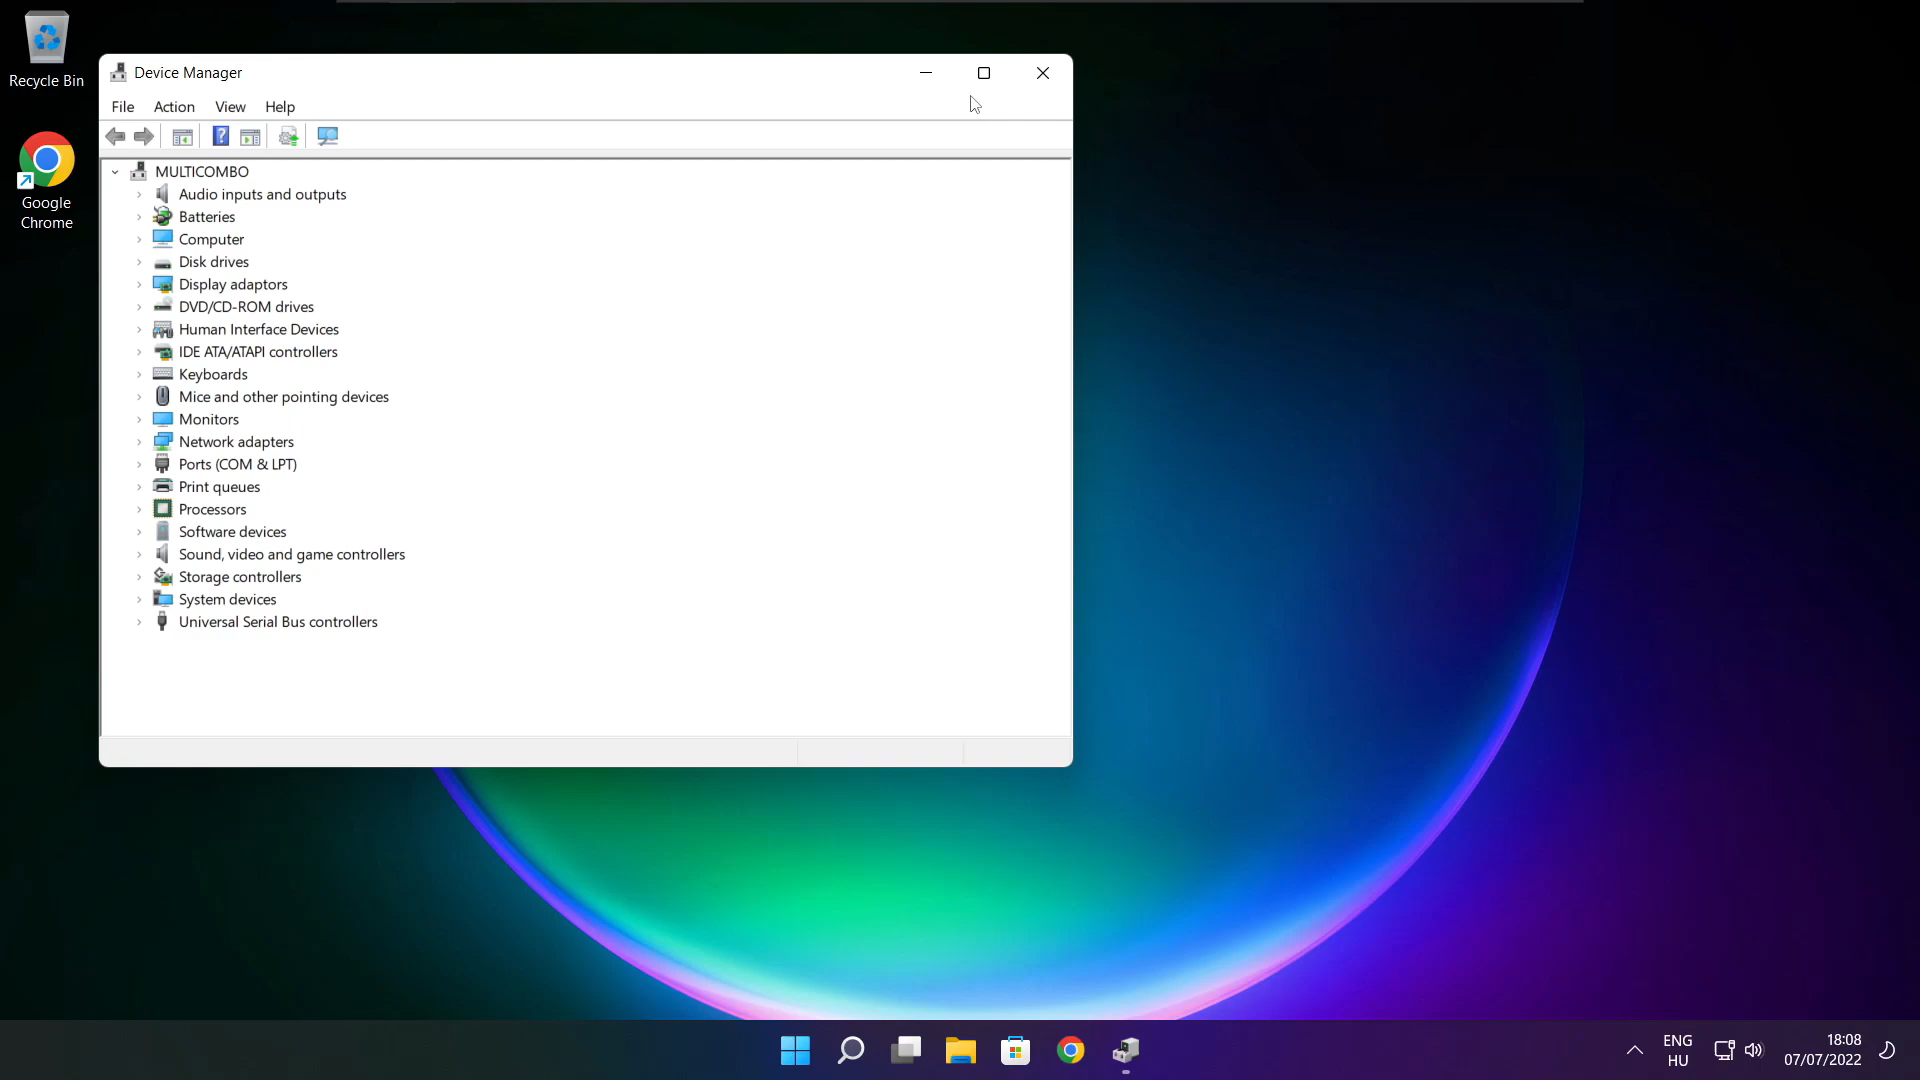 Recycle Bin
Google
Chrome
Device Manager
File Action View Help
MULTICOMBO
Audio inputs and outputs
Batteries
Computer
Disk drives
Display adaptors
DVD/CD-ROM drives
Human Interface Devices
IDE ATA/ATAPI controllers
Keyboards
Mice and other pointing devices
Monitors
Network adapters
Ports (COM & LPT)
Print queues
Processors
Software devices
Sound, video and game controllers
Storage controllers
System devices
Universal Serial Bus controllers
ENG
HU
18:08
07/07/2022